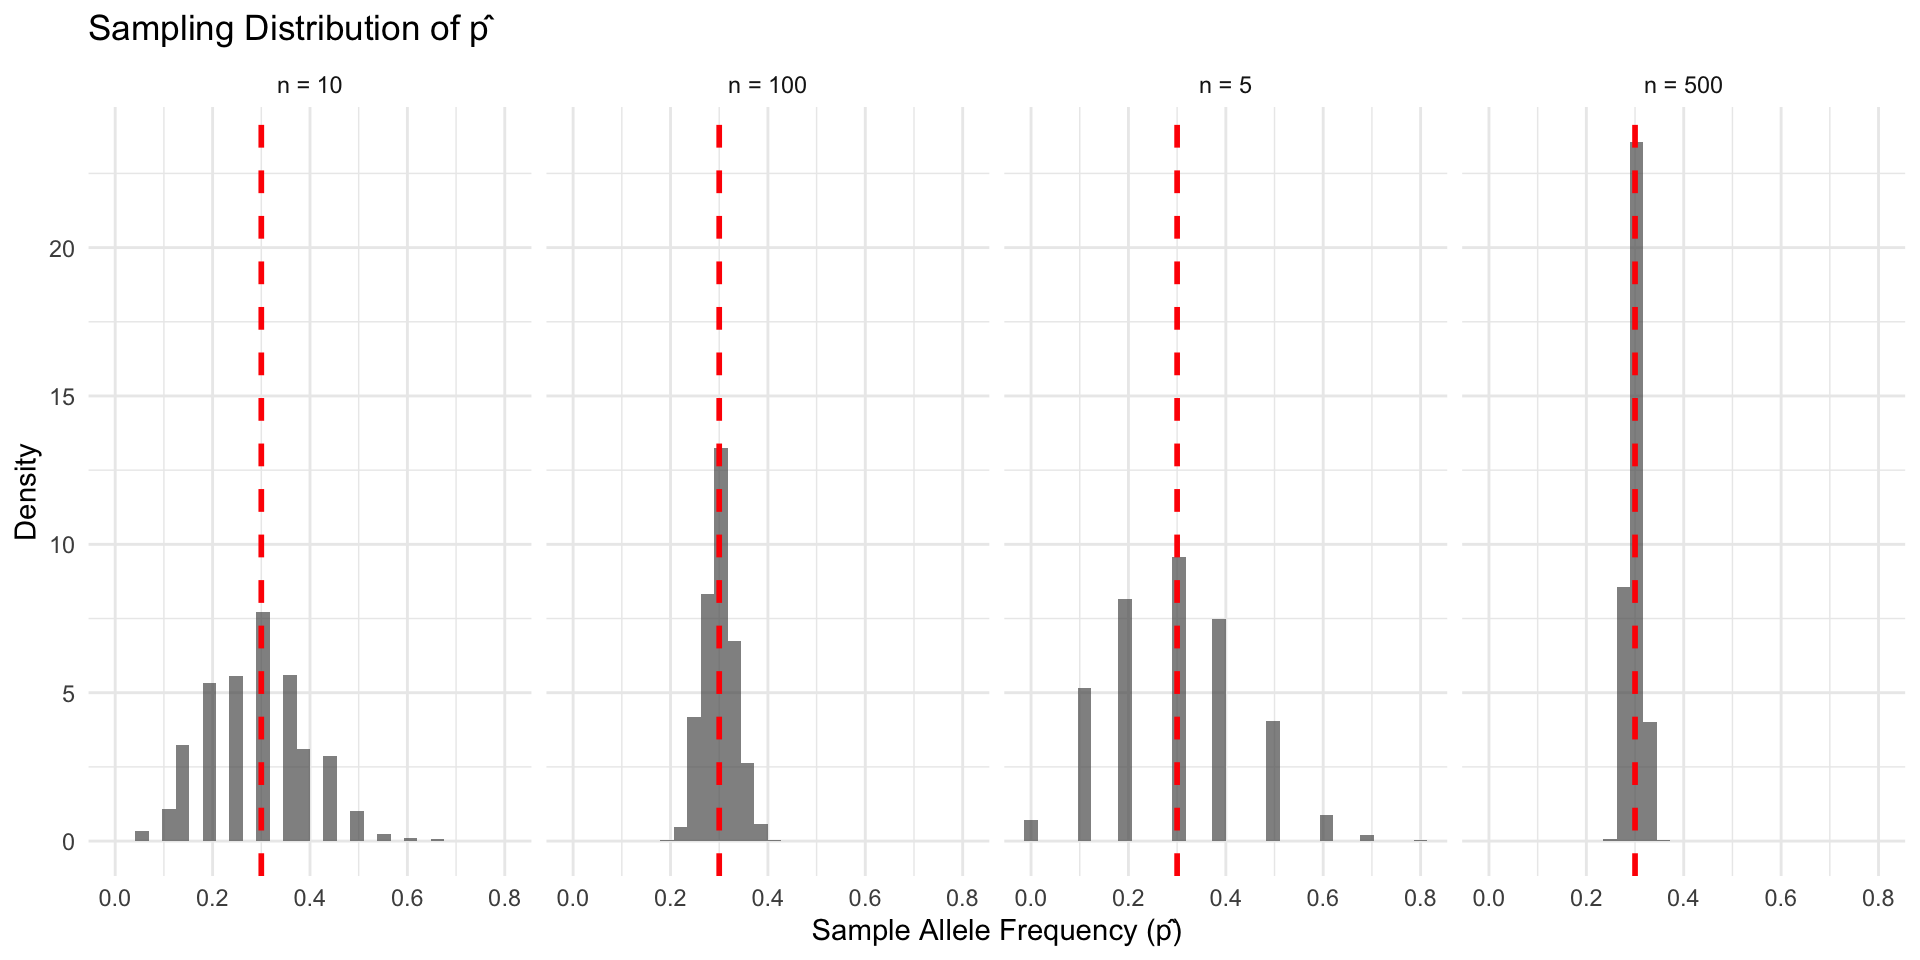 Sampling Distribution of p̂
n = 10
n = 100
n = 5
n = 500
Density
20
15
10
5
0
0.0 0.2 0.4 0.6 0.8
0.0 0.2 0.4 0.6 0.8
0.0 0.2 0.4 0.6 0.8
0.0 0.2 0.4 0.6 0.8
Sample Allele Frequency (p̂)